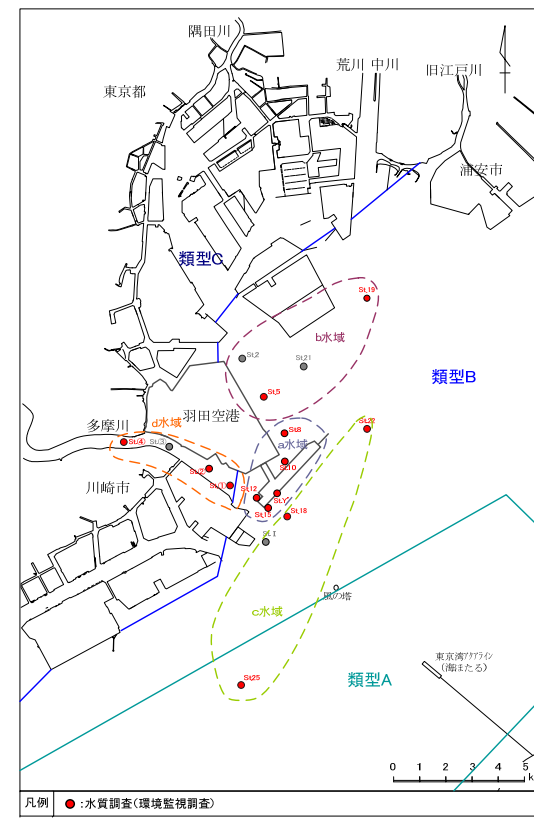 隅田川
荒川 中川
旧江戸川
東京都
浦安市
類型C
St.19
b水域
St.2
St.21
類型B
St.5
羽田空港
St.8
St.22
多摩川
d水域
a水域
St.④
St.③
St.10
St.②
川崎市
St.①
St.12
St.Y'
St.15
St.18
St.I
c水域
風の塔
東京湾アクアライン
(海ほたる)
類型A
St.25
0 1 2 3 4 5
k
凡例
:水質調査(環境監視調査)